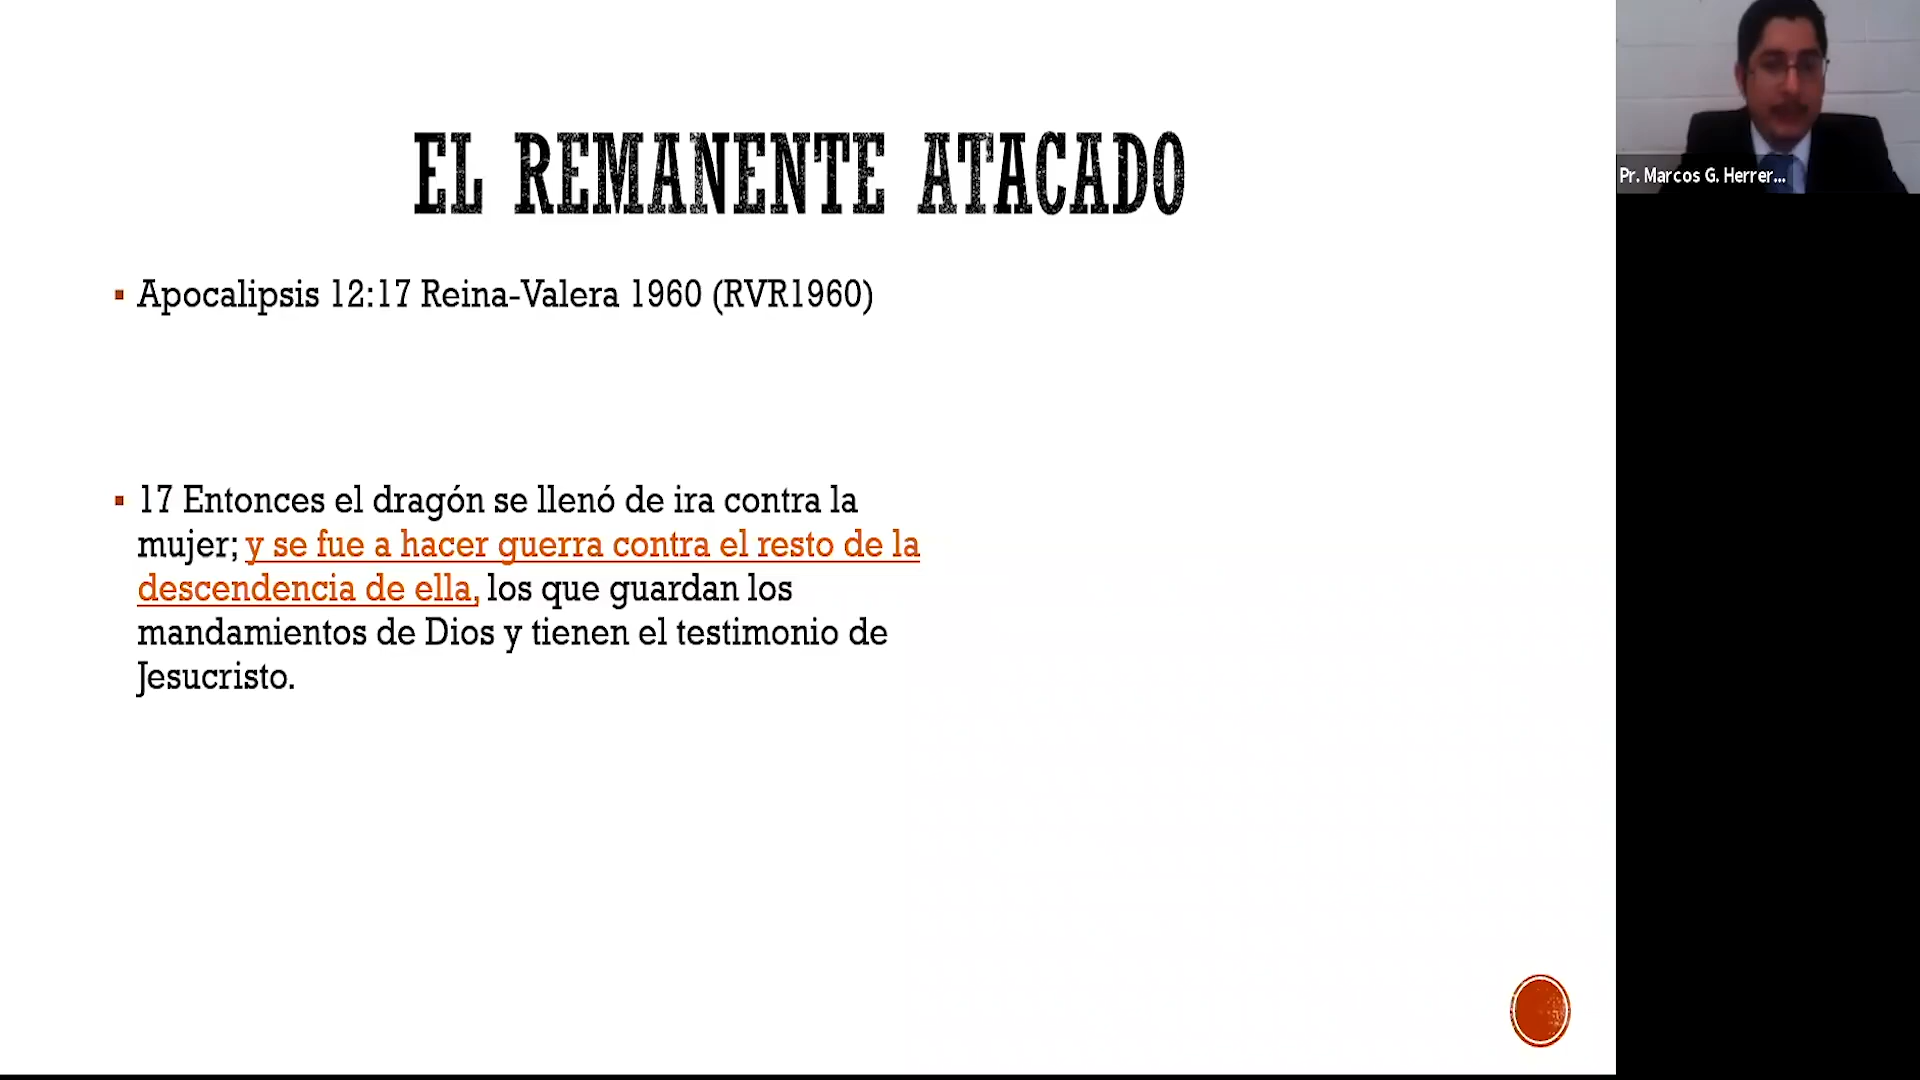 EL REMANENTE ATACADO
Pr. Marcos G. Herrer...
▪ Apocalipsis 12:17 Reina-Valera 1960 (RVR1960)
▪ 17 Entonces el dragón se llenó de ira contra la
mujer; y se fue a hacer guerra contra el resto de la
descendencia de ella, los que guardan los
mandamientos de Dios y tienen el testimonio de
Jesucristo.